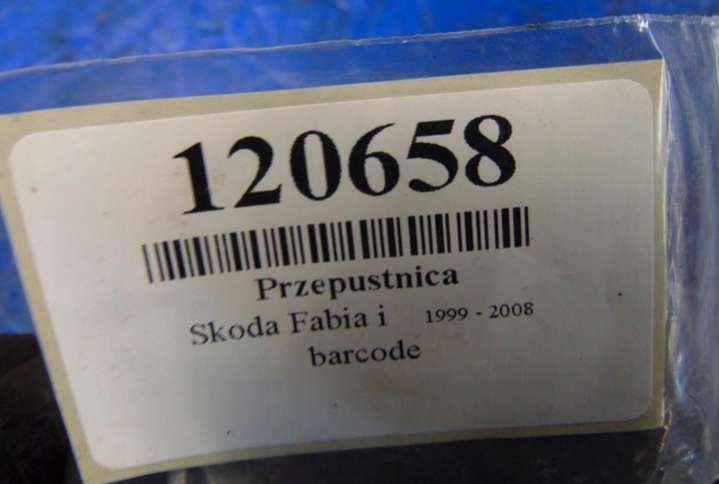 120658
Przepustnica
Skoda Fabia i 1999 - 2008
barcode